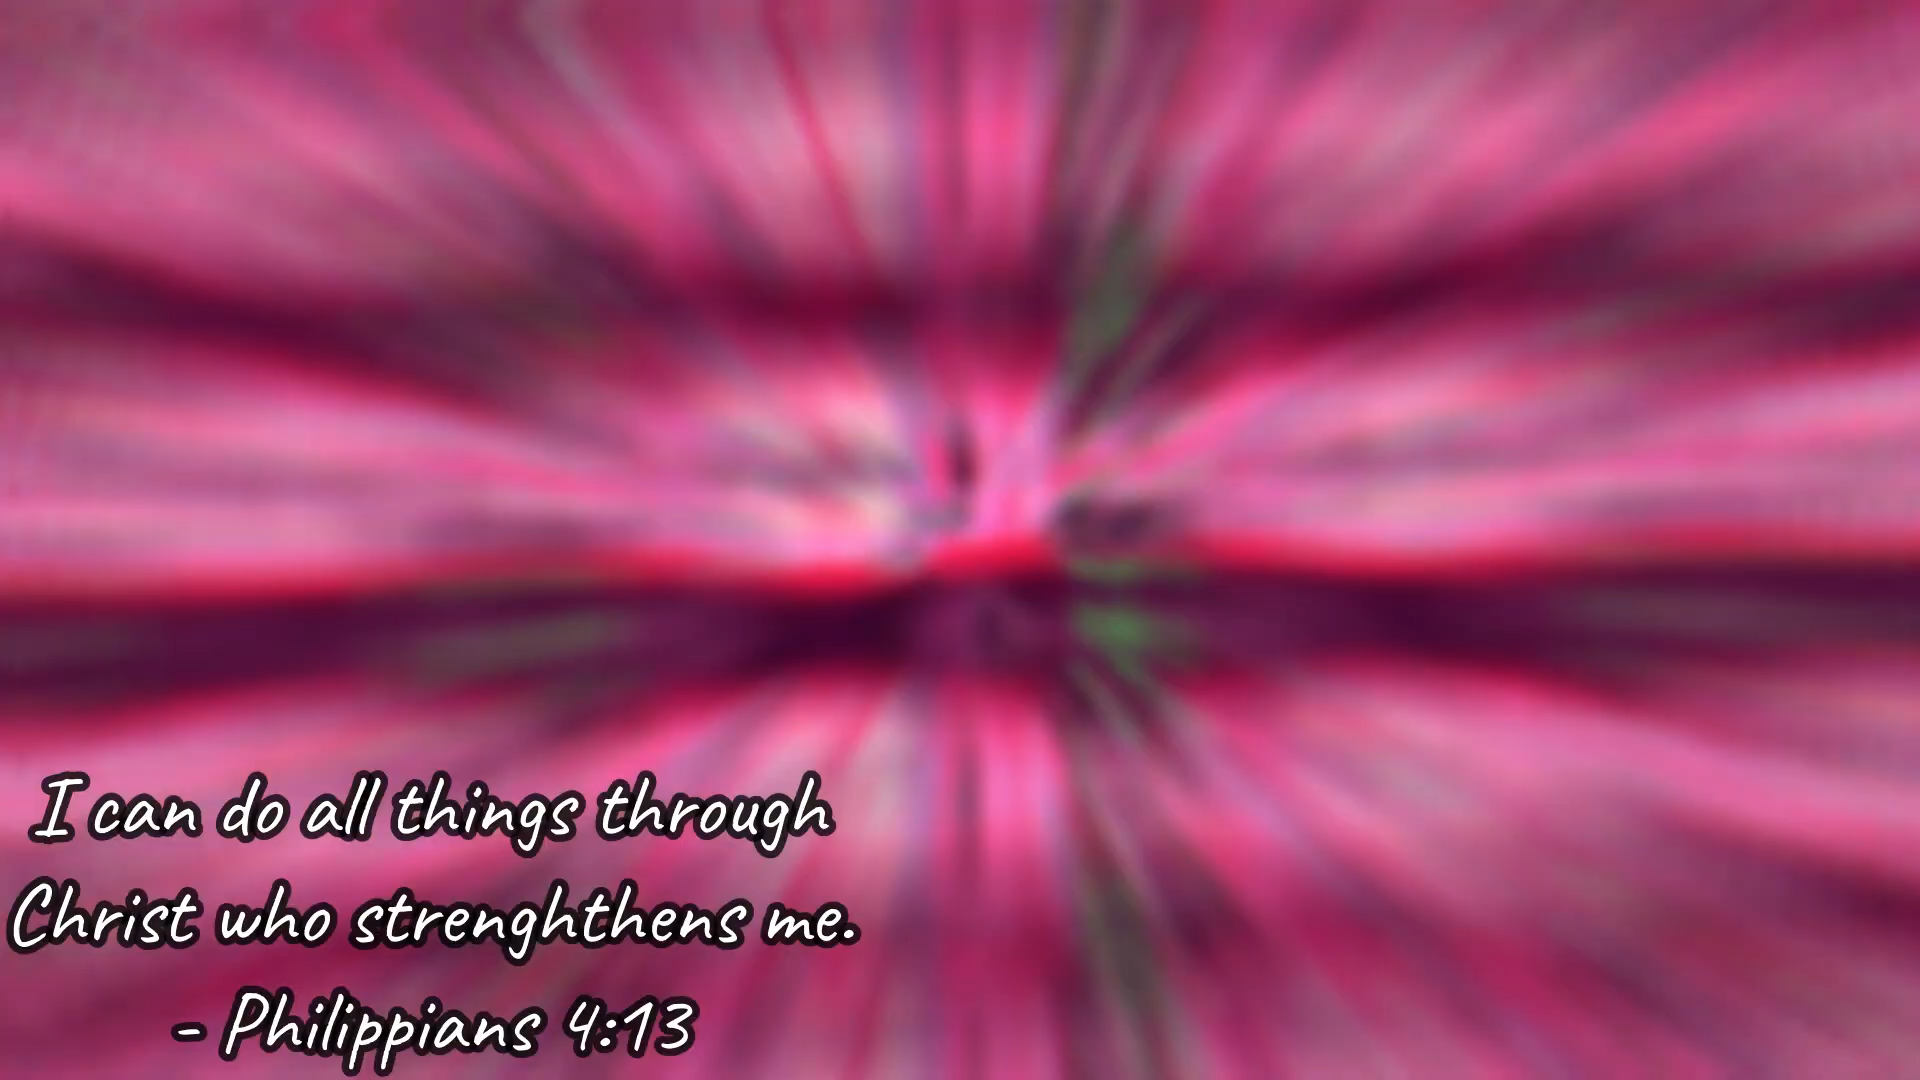 I can do all things through
Christ who strenghthens me.
- Philippians 4:13